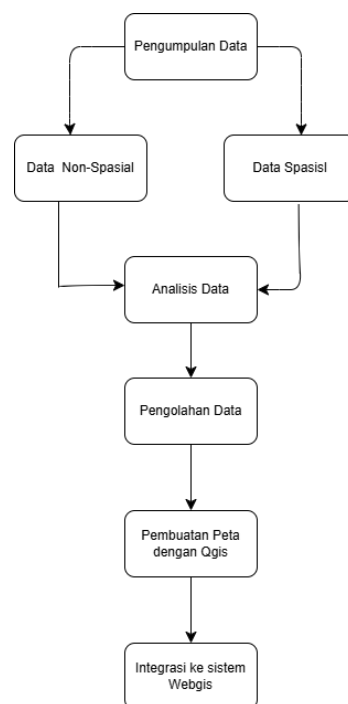 Pengumpulan Data
Data Non-Spasial
Data Spasisl
Analisis Data
Pengolahan Data
Pembuatan Peta
dengan Qgis
Integrasi ke sistem
Webgis